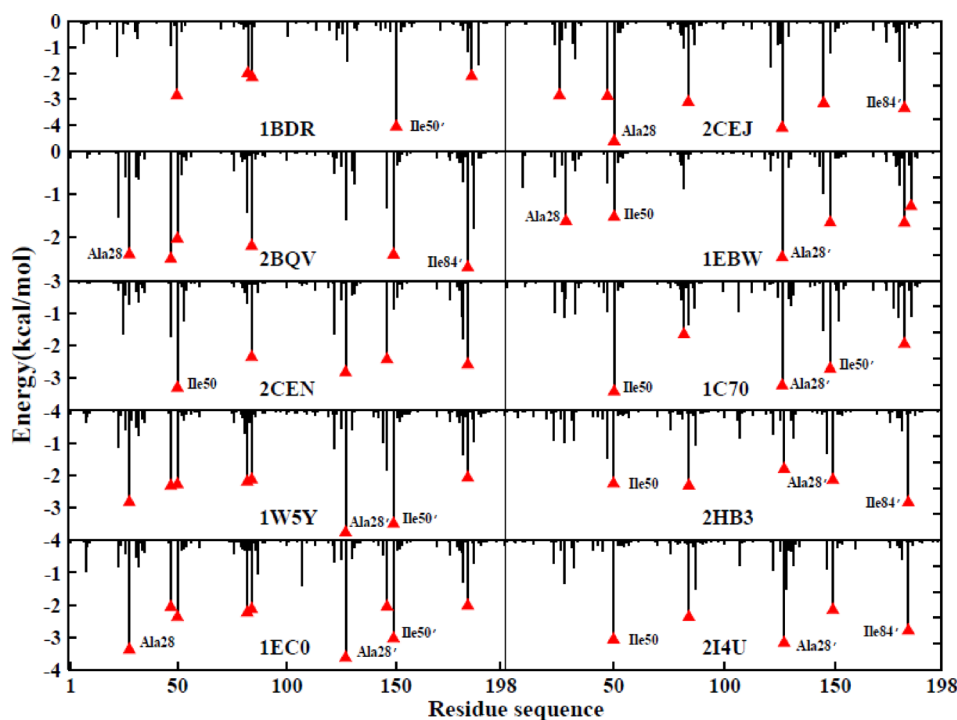 0
-1
-2
-3
-4
1BDR
Ile50′
Ala28
2CEJ
Ile84′
0
-1
-2
-3
Ala28
2BQV
Ile84′
Ala28
Ile50
1EBW
Ala28′
-1
-2
-3
-4
Ile50
2CEN
Ile50
1C70
Ala28′
Ile50′
-1
-2
-3
-4
1W5Y
Ala28′
Ile50′
Ile50
2HB3
Ala28′
Ile84′
-1
-2
-3
-4
Ala28
1EC0
Ala28′
Ile50′
Ile50
2I4U
Ala28′
Ile84′
1 50 100 150 198 50 100 150 198
Energy(kcal/mol)
Residue sequence